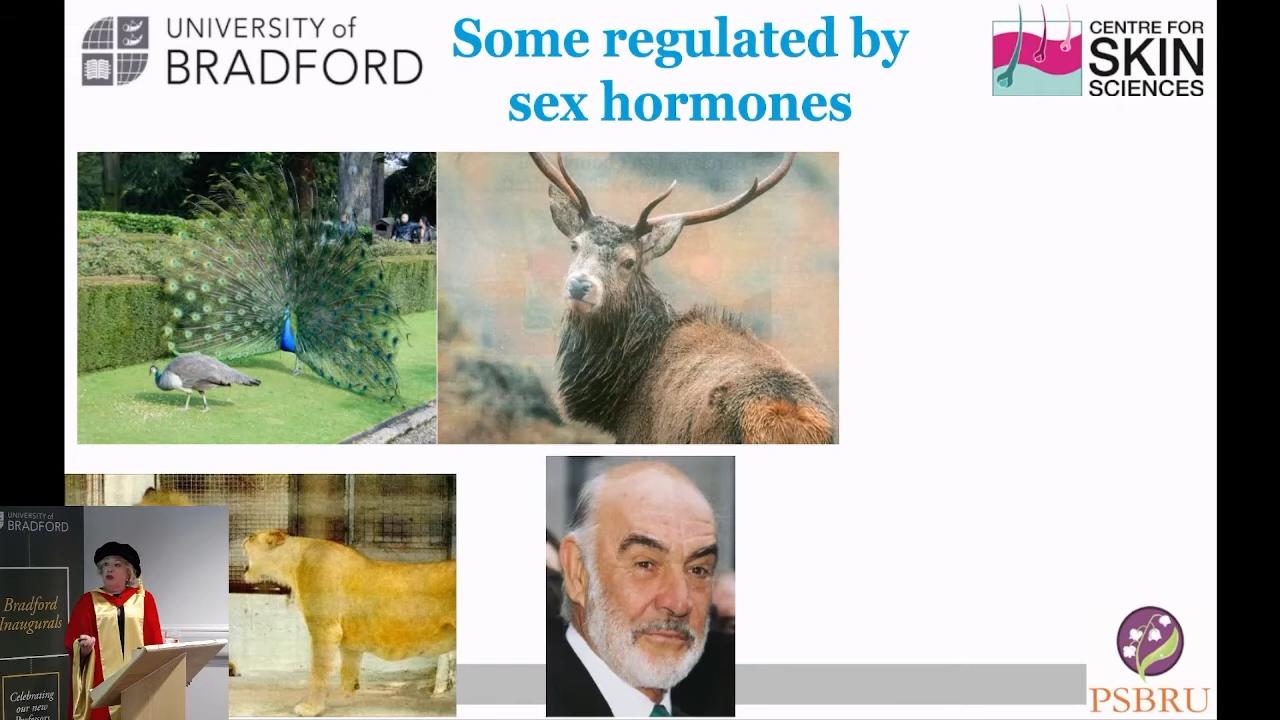 UNIVERSITY of
BRADFORD
Some regulated by
sex hormones
CENTRE FOR
SKIN
SCIENCES
UNIVERSITY of
BRADFORD
Bradford
Inaugurals
Celebrating
our new
Professors
PSBRU